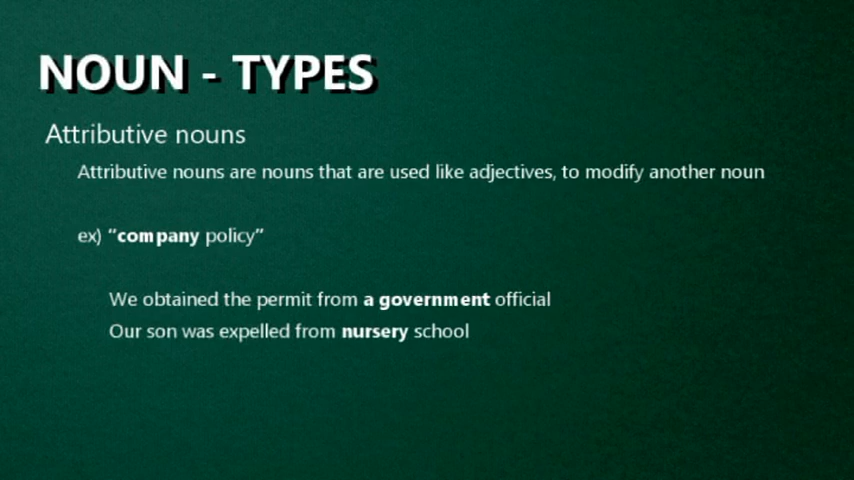 NOUN - TYPES
Attributive nouns
Attributive nouns are nouns that are used like adjectives, to modify another noun
ex) “company policy”
We obtained the permit from a government official
Our son was expelled from nursery school